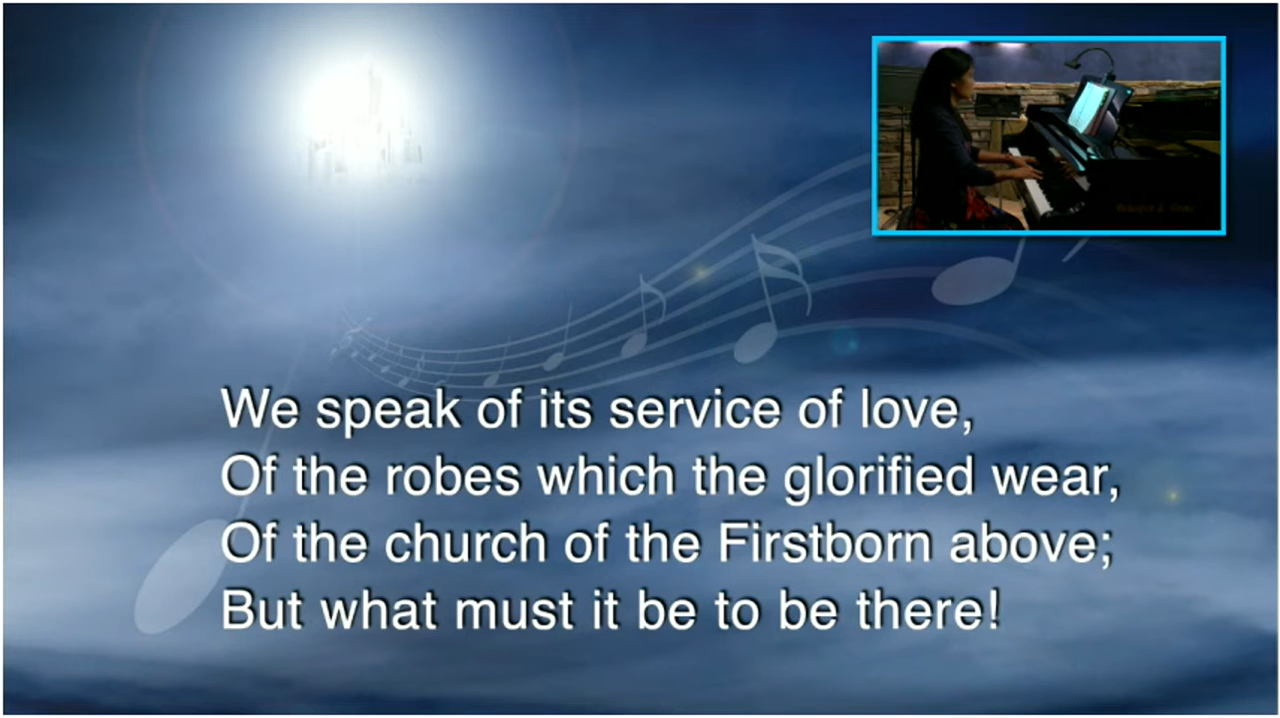 We speak of its service of love,
Of the robes which the glorified wear,
Of the church of the Firstborn above;
But what must it be to be there!